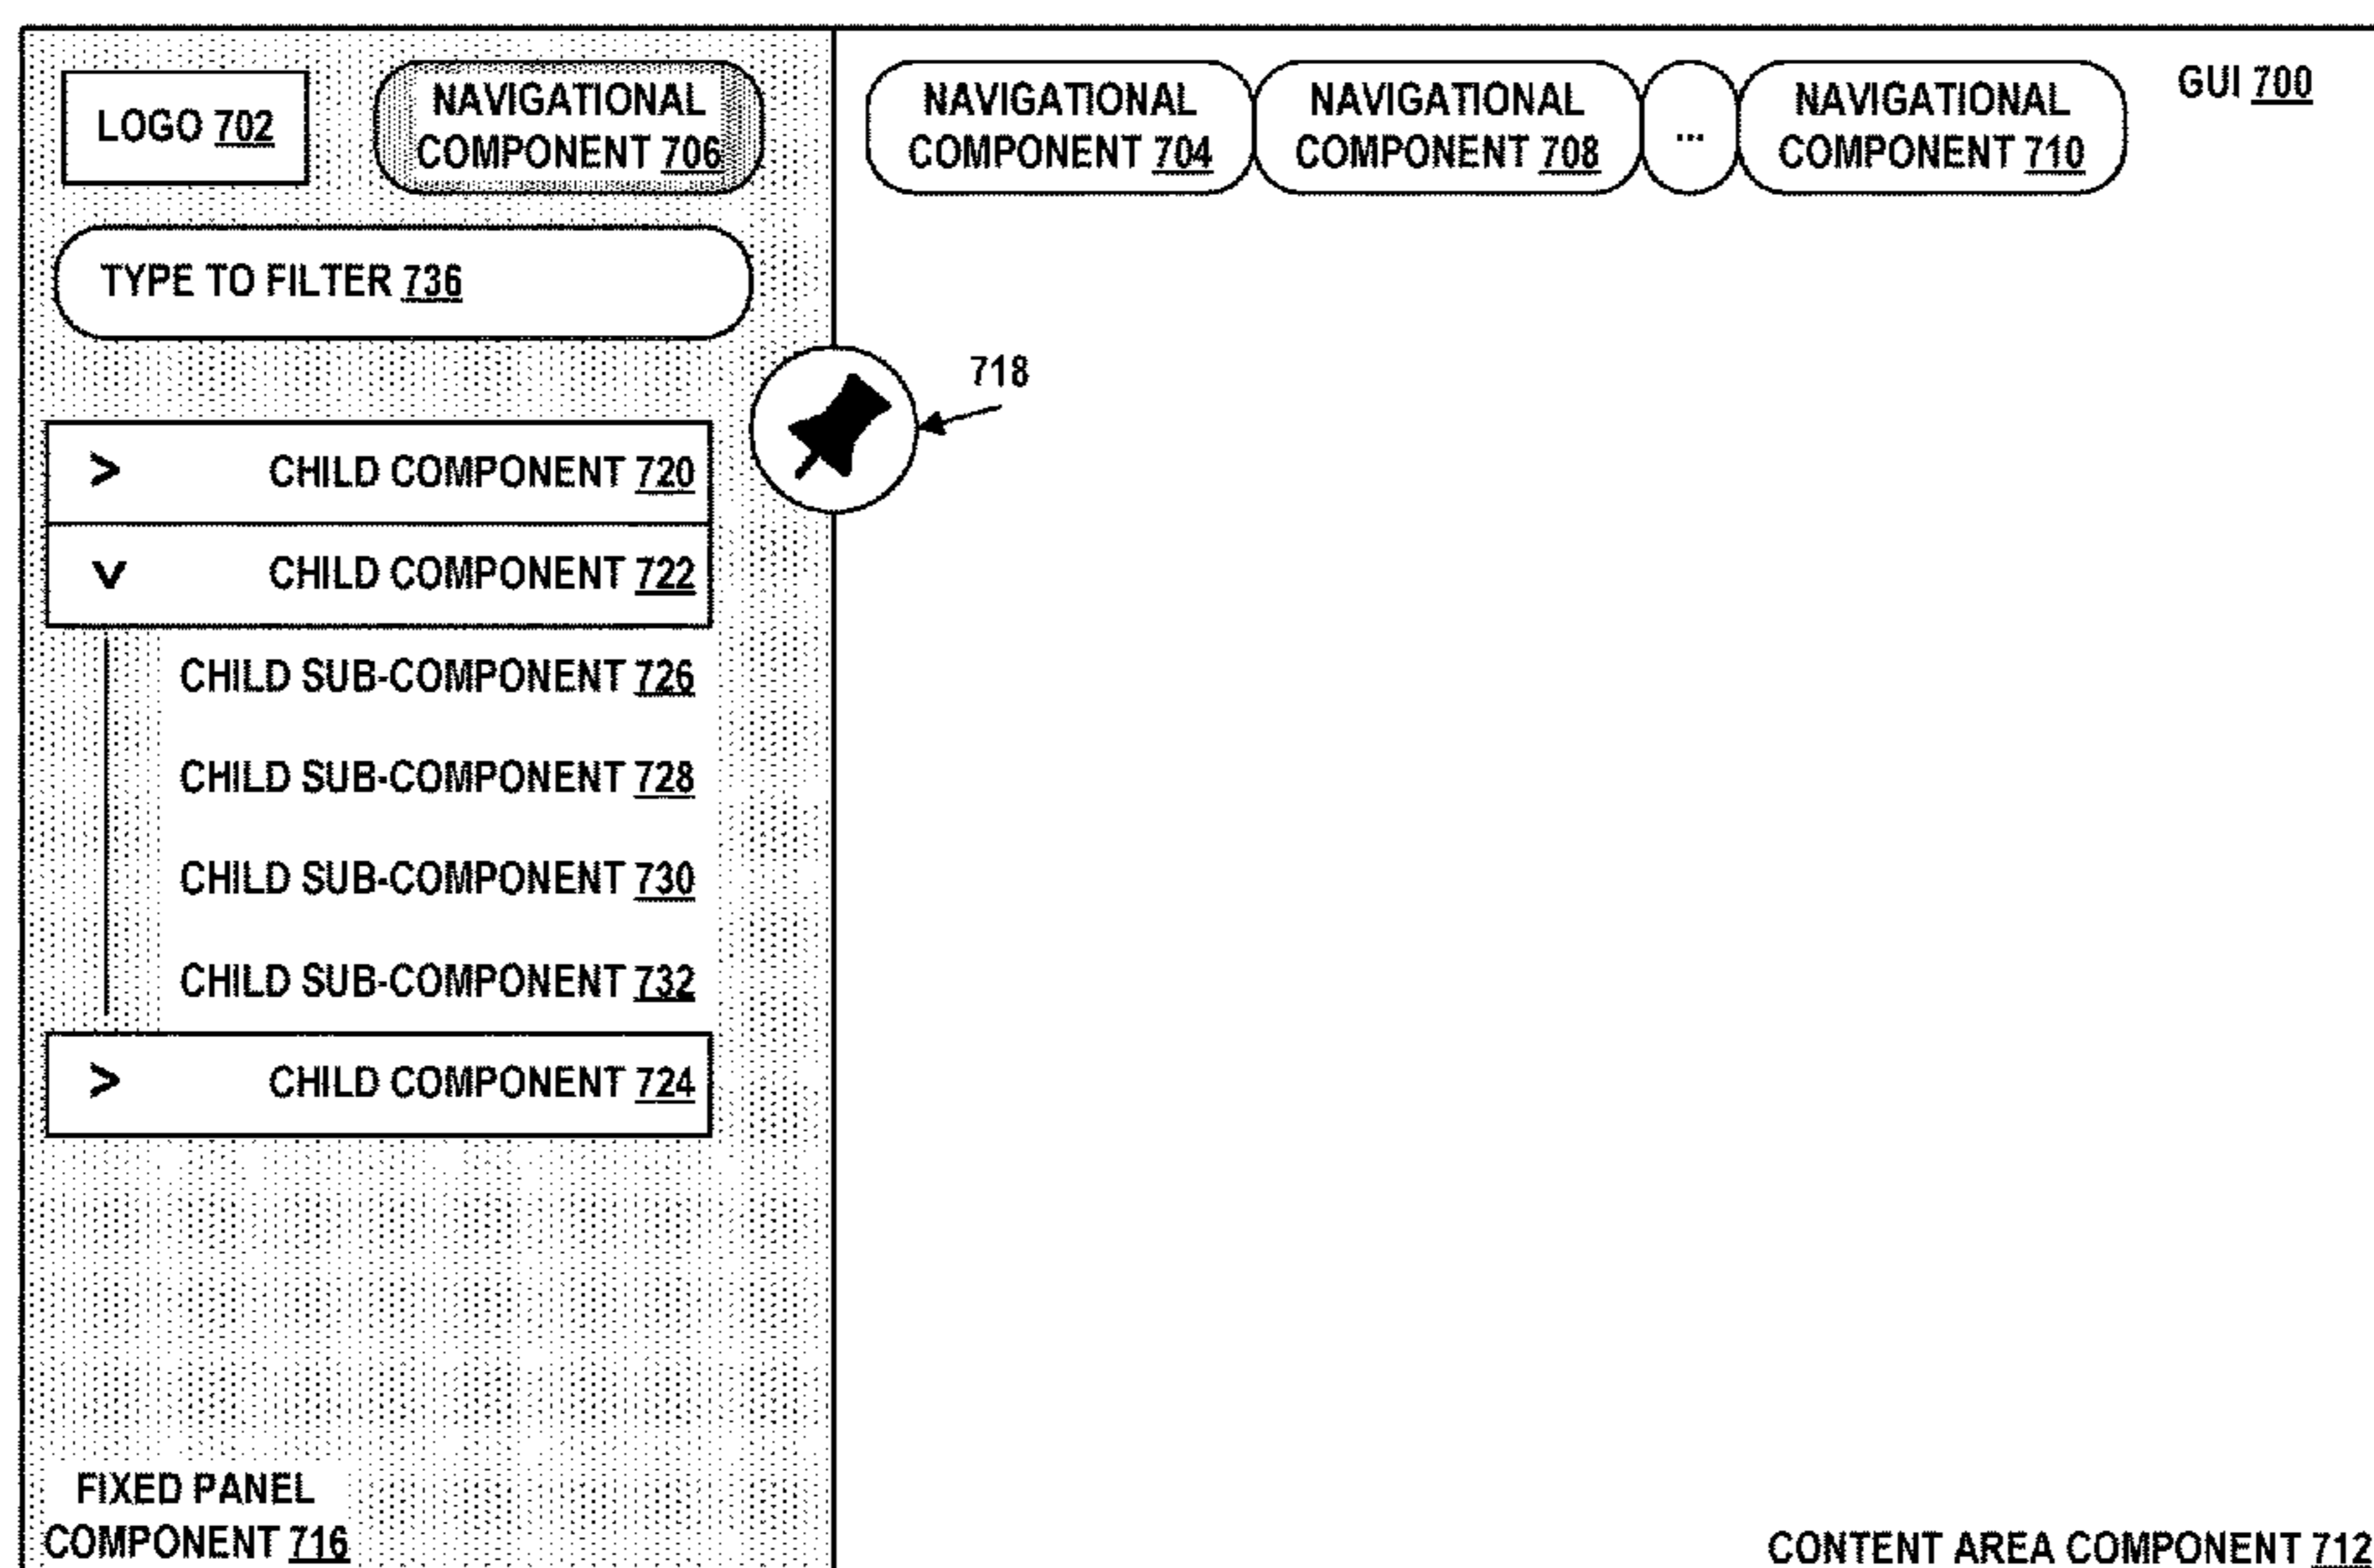 LOGO 702
NAVIGATIONAL
COMPONENT 706
NAVIGATIONAL
COMPONENT 704
NAVIGATIONAL
COMPONENT 708
...
NAVIGATIONAL
COMPONENT 710
GUI 700
TYPE TO FILTER 736
718
> CHILD COMPONENT 720
v CHILD COMPONENT 722
CHILD SUB-COMPONENT 726
CHILD SUB-COMPONENT 728
CHILD SUB-COMPONENT 730
CHILD SUB-COMPONENT 732
> CHILD COMPONENT 724
FIXED PANEL
COMPONENT 716
CONTENT AREA COMPONENT 712